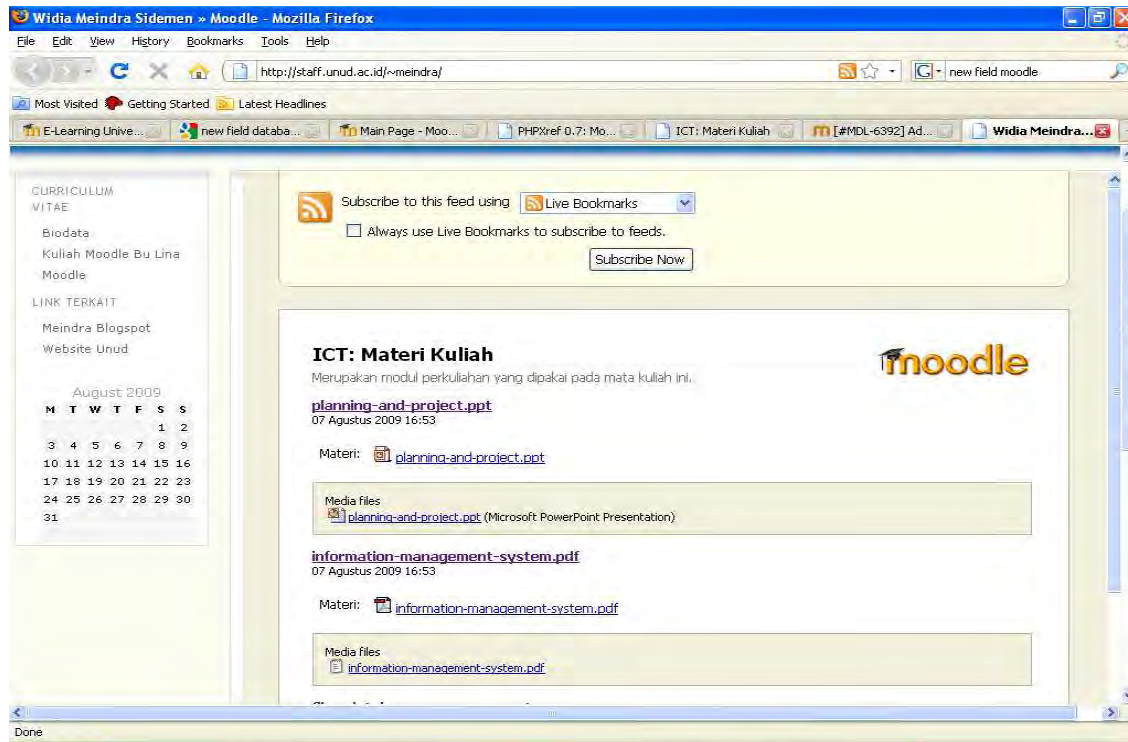 Widia Meindra Sidemen » Moodle - Mozilla Firefox
File Edit View History Bookmarks Tools Help
http://staff.unud.ac.id/~meindra/
new field moodle
Most Visited Getting Started Latest Headlines
E-Learning Unive... new field databa... Main Page - Moo... PHPXref 0.7: Mo... ICT: Materi Kuliah [#MDL-6392] Ad... Widia Meindra...
CURRICULUM
VITAE
Biodata
Kuliah Moodle Bu Lina
Moodle
LINK TERKAIT
Meindra Blogspot
Website Unud
August 2009
M T W T F S S
1 2
3 4 5 6 7 8 9
10 11 12 13 14 15 16
17 18 19 20 21 22 23
24 25 26 27 28 29 30
31
Subscribe to this feed using Live Bookmarks
Always use Live Bookmarks to subscribe to feeds.
Subscribe Now
ICT: Materi Kuliah
moodle
Merupakan modul perkuliahan yang dipakai pada mata kuliah ini.
planning-and-project.ppt
07 Agustus 2009 16:53
Materi: planning-and-project.ppt
Media files
planning-and-project.ppt (Microsoft PowerPoint Presentation)
information-management-system.pdf
07 Agustus 2009 16:53
Materi: information-management-system.pdf
Media files
information-management-system.pdf
Done